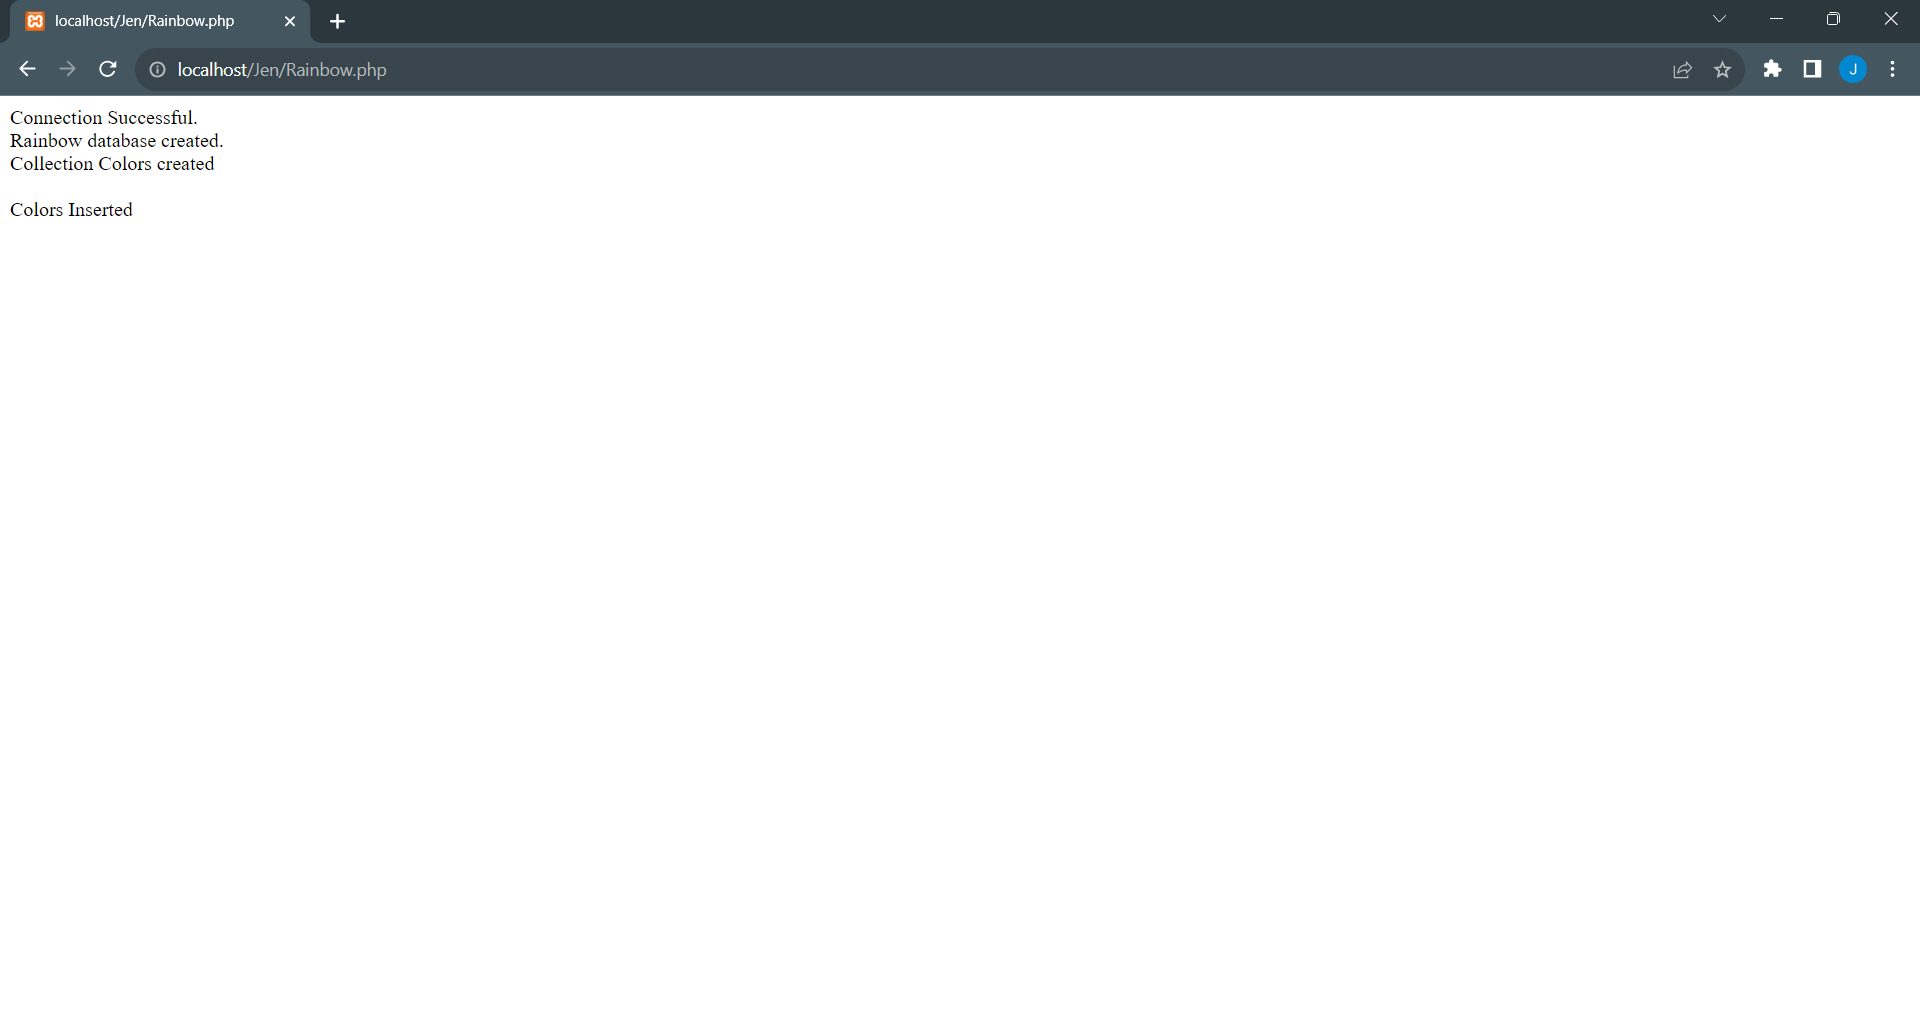 localhost/Jen/Rainbow.php
localhost/Jen/Rainbow.php
J
Connection Successful.
Rainbow database created.
Collection Colors created
Colors Inserted